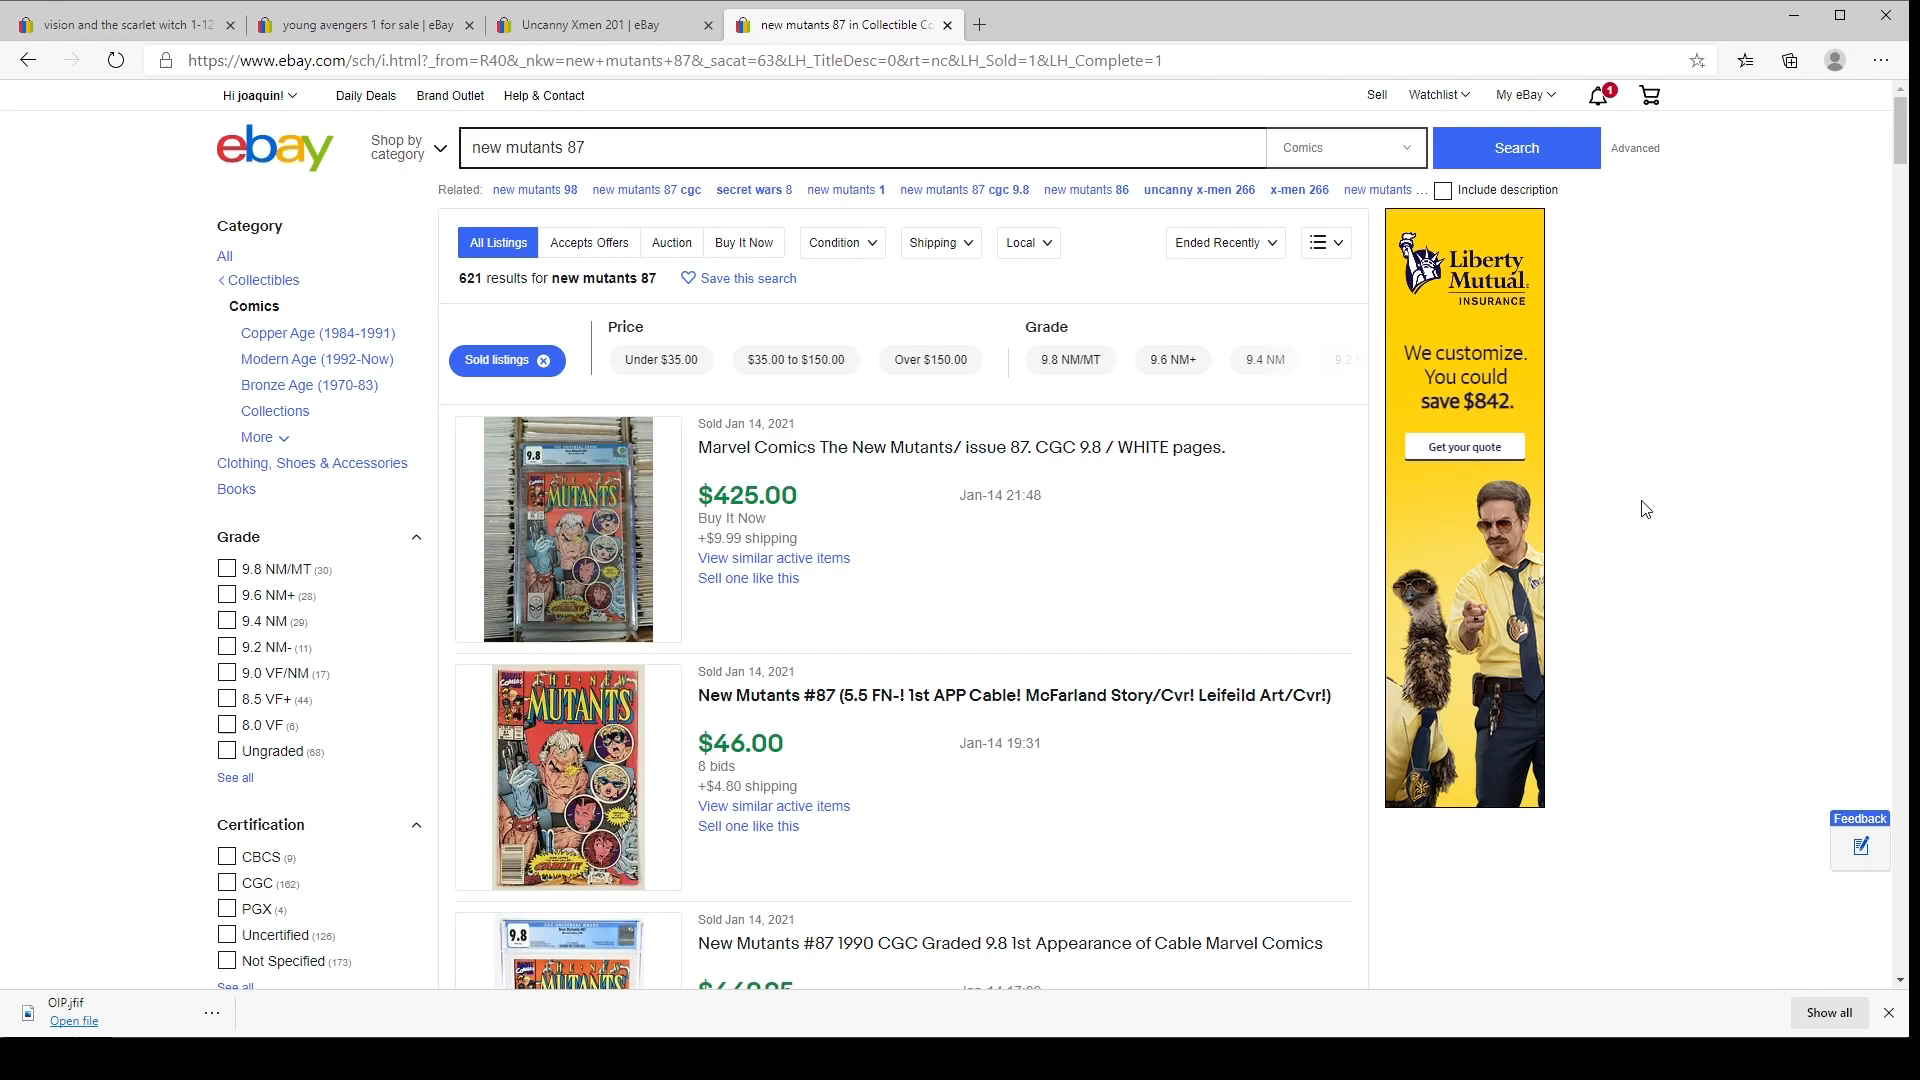 vision and the scarlet witch 1-12
young avengers 1 for sale | eBay
Uncanny Xmen 201 | eBay
new mutants 87 in Collectible Co
https://www.ebay.com/sch/i.html?_from=R40&_nkw=new+mutants+87&_sacat=63&LH_TitleDesc=0&rt=nc&LH_Sold=1&LH_Complete=1
Hi joaquin!
Daily Deals
Brand Outlet
Help & Contact
Sell
Watchlist
My eBay
1
ebay
Shop by category
new mutants 87
Comics
Search
Advanced
Related: new mutants 98 new mutants 87 cgc secret wars 8 new mutants 1 new mutants 87 cgc 9.8 new mutants 86 uncanny x-men 266 x-men 266 new mutants ...
Include description
Category
All
< Collectibles
Comics
Copper Age (1984-1991)
Modern Age (1992-Now)
Bronze Age (1970-83)
Collections
More
Clothing, Shoes & Accessories
Books
Grade
9.8 NM/MT (30)
9.6 NM+ (28)
9.4 NM (29)
9.2 NM- (11)
9.0 VF/NM (17)
8.5 VF+ (44)
8.0 VF (6)
Ungraded (68)
See all
Certification
CBCS (9)
CGC (162)
PGX (4)
Uncertified (126)
Not Specified (173)
See all
All Listings
Accepts Offers
Auction
Buy It Now
Condition
Shipping
Local
Ended Recently
621 results for new mutants 87
Save this search
Sold listings
Price
Under $35.00
$35.00 to $150.00
Over $150.00
Grade
9.8 NM/MT
9.6 NM+
9.4 NM
9.2
9.8
MUTANTS
Sold Jan 14, 2021
Marvel Comics The New Mutants/ issue 87. CGC 9.8 / WHITE pages.
$425.00
Jan-14 21:48
Buy It Now
+$9.99 shipping
View similar active items
Sell one like this
THE NEW
MUTANTS
Sold Jan 14, 2021
New Mutants #87 (5.5 FN-! 1st APP Cable! McFarland Story/Cvr! Leifeild Art/Cvr!)
$46.00
Jan-14 19:31
8 bids
+$4.80 shipping
View similar active items
Sell one like this
9.8
Sold Jan 14, 2021
New Mutants #87 1990 CGC Graded 9.8 1st Appearance of Cable Marvel Comics
Liberty
Mutual
INSURANCE
We customize.
You could
save $842.
Get your quote
Feedback
OIP.jfif
Open file
Show all